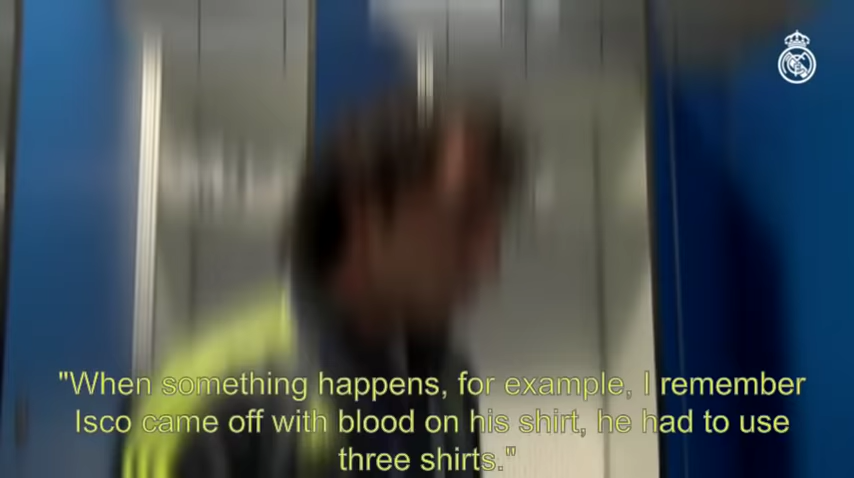 "When something happens, for example, I remember
Isco came off with blood on his shirt, he had to use
three shirts."